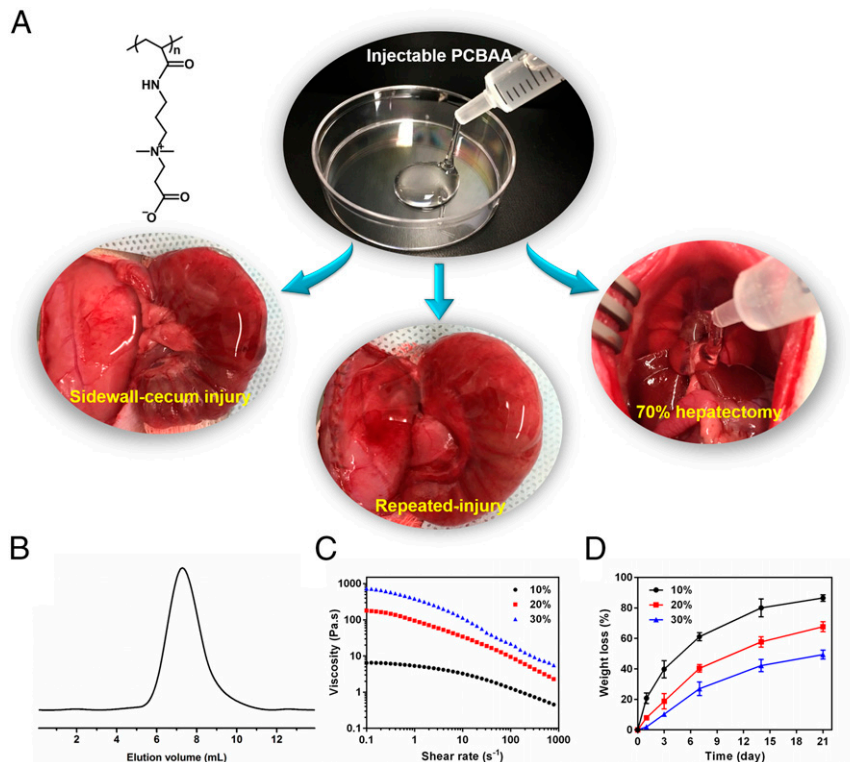 A
n
O
HN
N+
O
−O
Injectable PCBAA
Sidewall-cecum injury
Repeated-injury
70% hepatectomy
B
0 2 4 6 8 10 12
Elution volume (mL)
C
Viscosity (Pa.s)
1000
100
10
1
0.1
10%
20%
30%
0.1 1 10 100 1000
Shear rate (s⁻¹)
D
Weight loss (%)
100
80
60
40
20
0
10%
20%
30%
0 3 6 9 12 15 18 21
Time (day)